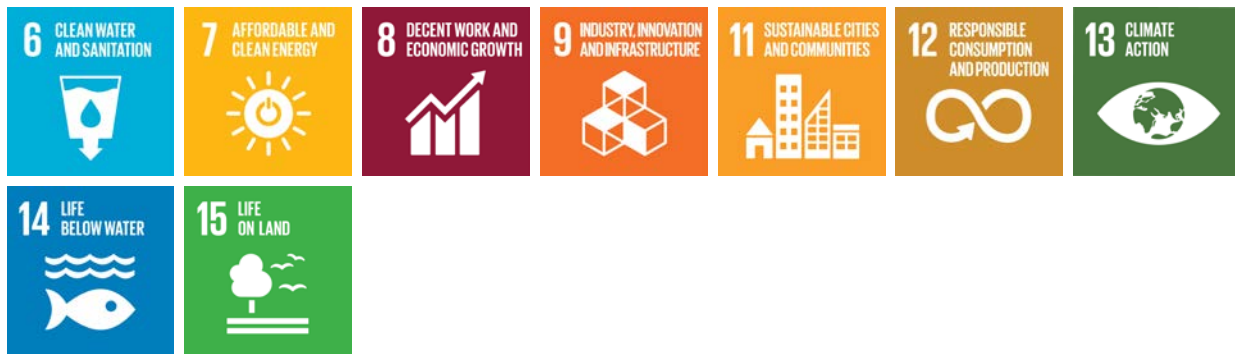 6 CLEAN WATER
AND SANITATION
7 AFFORDABLE AND
CLEAN ENERGY
8 DECENT WORK AND
ECONOMIC GROWTH
9 INDUSTRY, INNOVATION
AND INFRASTRUCTURE
11 SUSTAINABLE CITIES
AND COMMUNITIES
12 RESPONSIBLE
CONSUMPTION
AND PRODUCTION
13 CLIMATE
ACTION
14 LIFE
BELOW WATER
15 LIFE
ON LAND